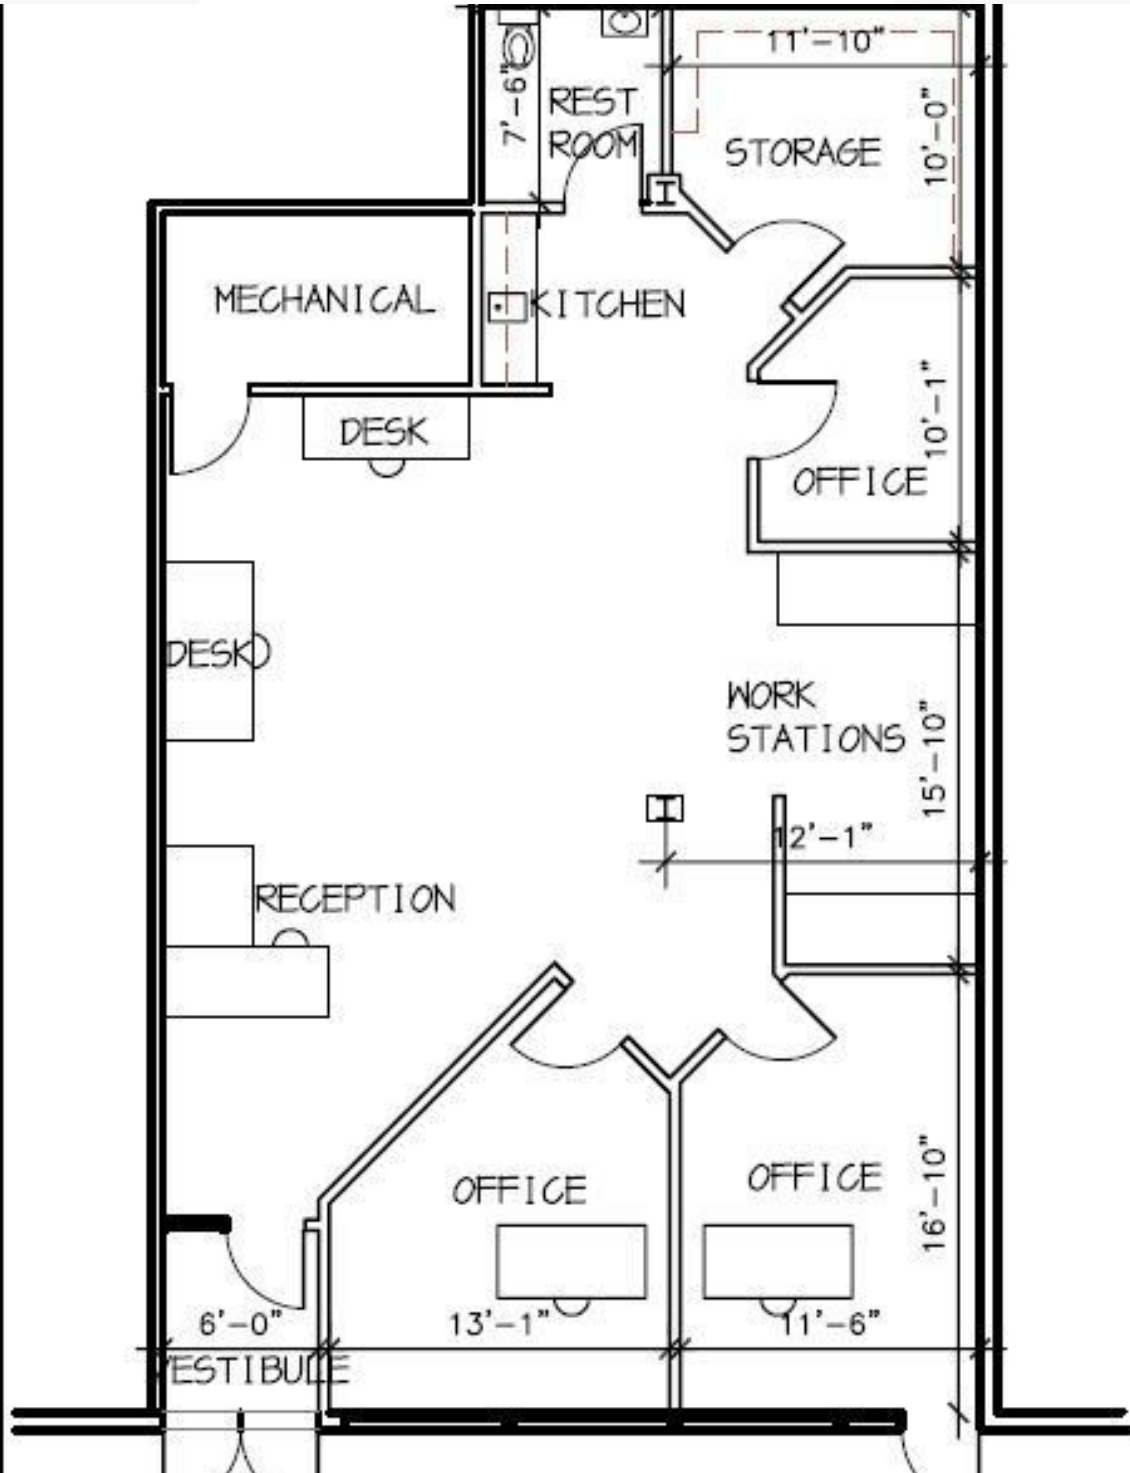 11'-10"
7'-6"
REST
ROOM
STORAGE
10'-0"
MECHANICAL
KITCHEN
DESK
10'-1"
OFFICE
DESK
WORK
STATIONS
15'-10"
12'-1"
RECEPTION
OFFICE
OFFICE
16'-10"
6'-0"
13'-1"
11'-6"
VESTIBULE